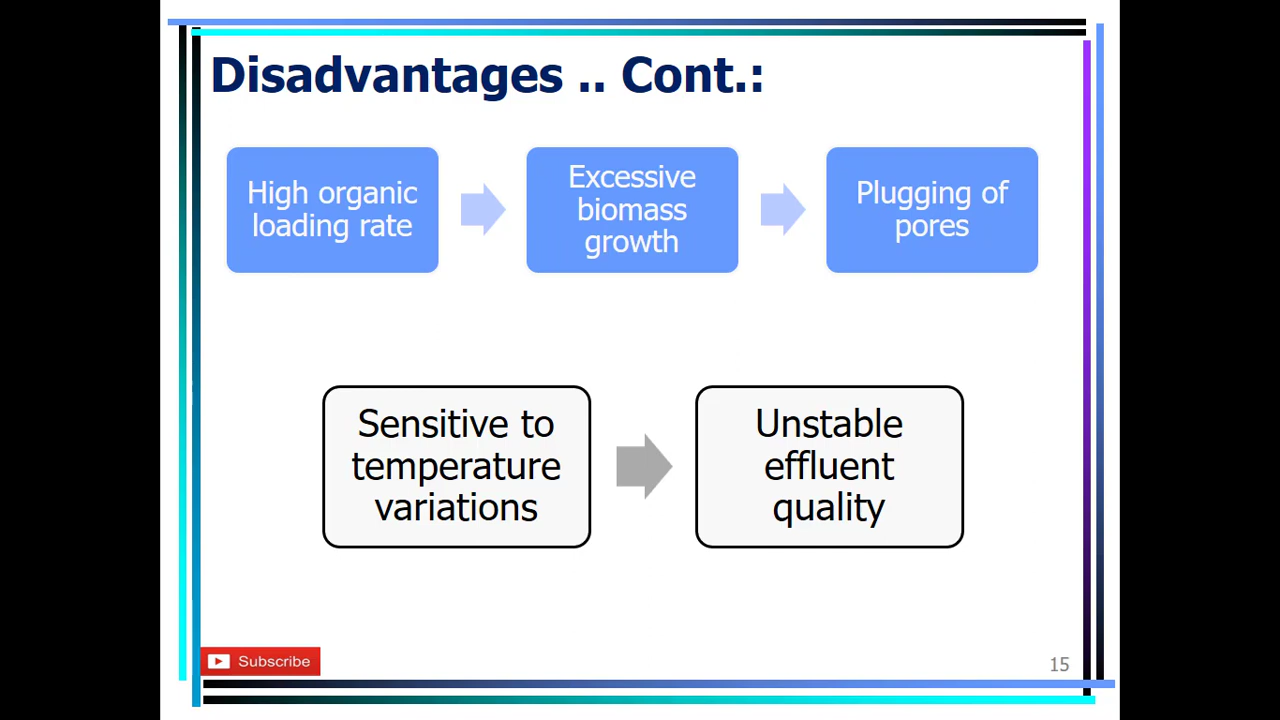 Disadvantages .. Cont.:
High organic
loading rate
Excessive
biomass
growth
Plugging of
pores
Sensitive to
temperature
variations
Unstable
effluent
quality
Subscribe
15